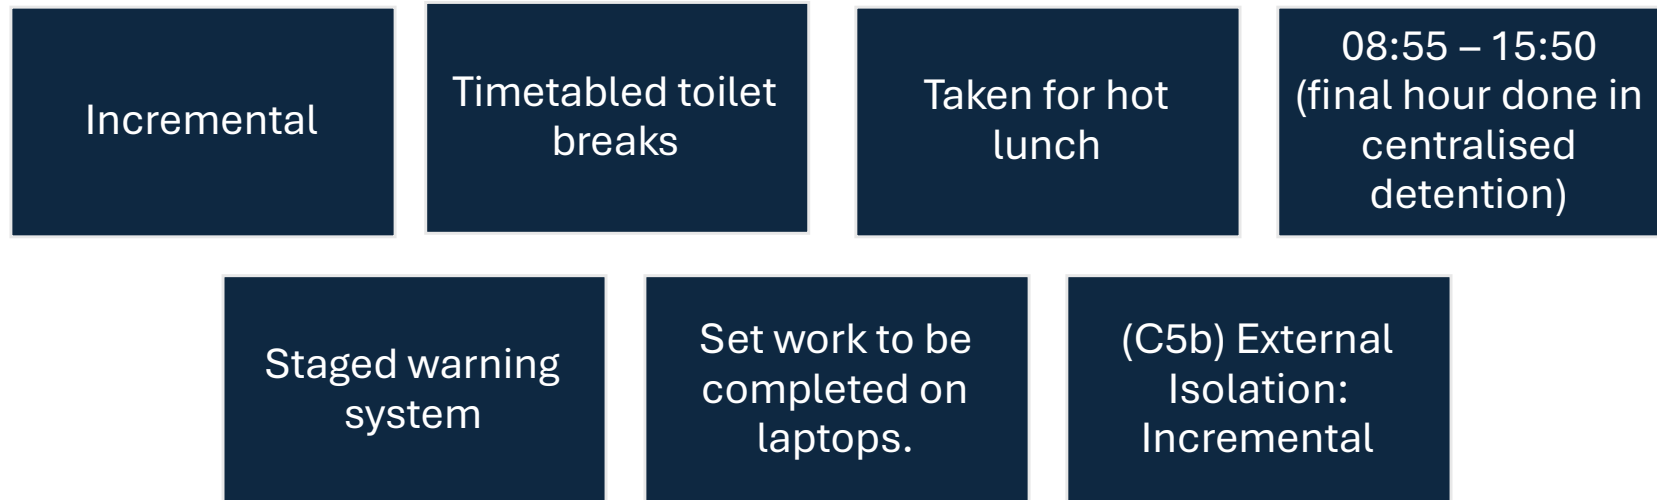 Incremental
Timetabled toilet
breaks
Taken for hot
lunch
08:55 – 15:50
(final hour done in
centralised
detention)
Staged warning
system
Set work to be
completed on
laptops.
(C5b) External
Isolation:
Incremental